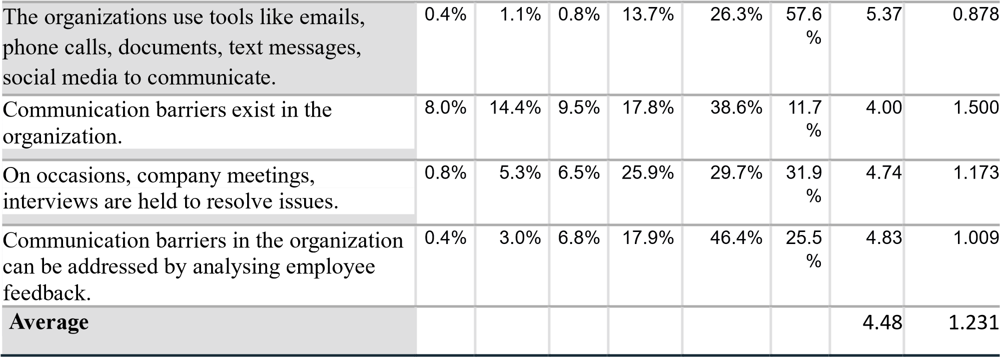 The organizations use tools like emails, 0.4% 1.1% 0.8% 13.7% 26.3% 57.6 5.37 0.878
phone calls, documents, text messages, %
social media to communicate.
Communication barriers exist in the 8.0% 14.4% 9.5% 17.8% 38.6% 11.7 4.00 1.500
organization. %
On occasions, company meetings, 0.8% 5.3% 6.5% 25.9% 29.7% 31.9 4.74 1.173
interviews are held to resolve issues. %
Communication barriers in the organization 0.4% 3.0% 6.8% 17.9% 46.4% 25.5 4.83 1.009
can be addressed by analysing employee %
feedback.
Average 4.48 1.231